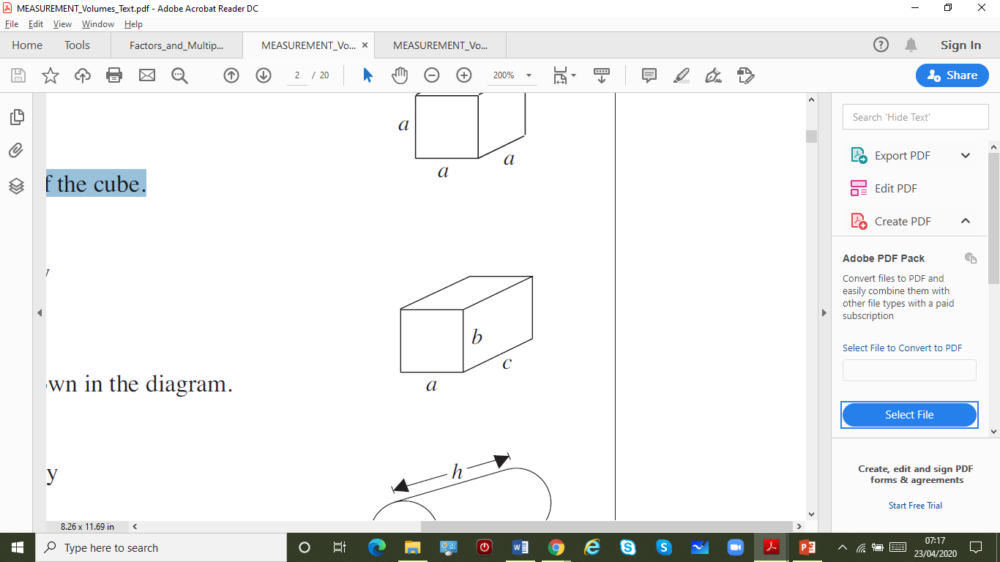 MEASUREMENT_Volumes_Text.pdf - Adobe Acrobat Reader DC
File Edit View Window Help
Home Tools Factors_and_Multip... MEASUREMENT_Vo... × MEASUREMENT_Vo... Sign In
2 / 20 200% Share
a
a
a
f the cube.
y
b
c
a
own in the diagram.
h
y
8.26 x 11.69 in
Search 'Hide Text'
Export PDF
Edit PDF
Create PDF
Adobe PDF Pack
Convert files to PDF and
easily combine them with
other file types with a paid
subscription
Select File to Convert to PDF
Select File
Create, edit and sign PDF
forms & agreements
Start Free Trial
Type here to search
07:17
23/04/2020